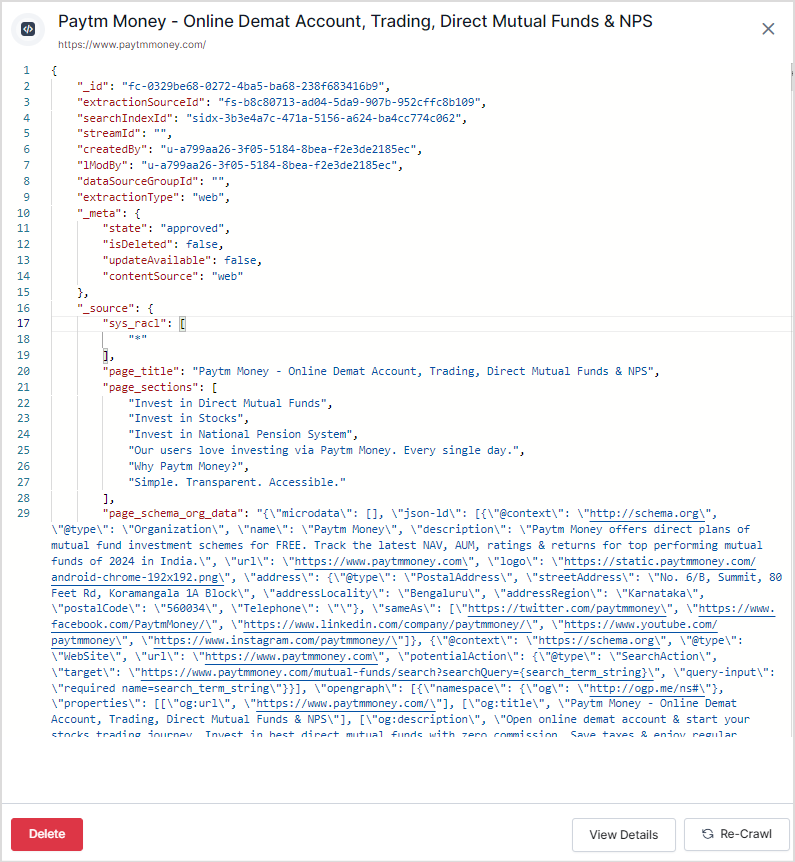 Paytm Money - Online Demat Account, Trading, Direct Mutual Funds & NPS
https://www.paytmmoney.com/
1 {
2 "_id": "fc-0329be68-0272-4ba5-ba68-238f683416b9",
3 "extractionSourceId": "fs-b8c80713-ad04-5da9-907b-952cffc8b109",
4 "searchIndexId": "sidx-3b3e4a7c-471a-5156-a624-ba4cc774c062",
5 "streamId": "",
6 "createdBy": "u-a799aa26-3f05-5184-8bea-f2e3de2185ec",
7 "lModBy": "u-a799aa26-3f05-5184-8bea-f2e3de2185ec",
8 "dataSourceGroupId": "",
9 "extractionType": "web",
10 "_meta": {
11 "state": "approved",
12 "isDeleted": false,
13 "updateAvailable": false,
14 "contentSource": "web"
15 },
16 "_source": {
17 "sys_racl": [
18 "*"
19 ],
20 "page_title": "Paytm Money - Online Demat Account, Trading, Direct Mutual Funds & NPS",
21 "page_sections": [
22 "Invest in Direct Mutual Funds",
23 "Invest in Stocks",
24 "Invest in National Pension System",
25 "Our users love investing via Paytm Money. Every single day.",
26 "Why Paytm Money?",
27 "Simple. Transparent. Accessible."
28 ],
29 "page_schema_org_data": "{\"microdata\": [], \"json-ld\": [{\"@context\": \"http://schema.org\",
\"@type\": \"Organization\", \"name\": \"Paytm Money\", \"description\": \"Paytm Money offers direct plans of
mutual fund investment schemes for FREE. Track the latest NAV, AUM, ratings & returns for top performing mutual
funds of 2024 in India.\", \"url\": \"https://www.paytmmoney.com\", \"logo\": \"https://static.paytmmoney.com/
android-chrome-192x192.png\", \"address\": {\"@type\": \"PostalAddress\", \"streetAddress\": \"No. 6/B, Summit, 80
Feet Rd, Koramangala 1A Block\", \"addressLocality\": \"Bengaluru\", \"addressRegion\": \"Karnataka\",
\"postalCode\": \"560034\", \"Telephone\": \"\"}, \"sameAs\": [\"https://twitter.com/paytmmoney\", \"https://www.
facebook.com/PaytmMoney/\", \"https://www.linkedin.com/company/paytmmoney/\", \"https://www.youtube.com/
paytmmoney\", \"https://www.instagram.com/paytmmoney/\"]}, {\"@context\": \"https://schema.org\", \"@type\":
\"WebSite\", \"url\": \"https://www.paytmmoney.com\", \"potentialAction\": {\"@type\": \"SearchAction\",
\"target\": \"https://www.paytmmoney.com/mutual-funds/search?searchQuery={search_term_string}\", \"query-input\":
\"required name=search_term_string\"}}], \"opengraph\": [{\"namespace\": {\"og\": \"http://ogp.me/ns#\"},
\"properties\": [[\"og:url\", \"https://www.paytmmoney.com/\"], [\"og:title\", \"Paytm Money - Online Demat
Account, Trading, Direct Mutual Funds & NPS\"], [\"og:description\", \"Open online demat account & start your
stocks trading journey. Invest in best direct mutual funds with zero commission. Save taxes & enjoy regular
Delete
View Details
Re-Crawl